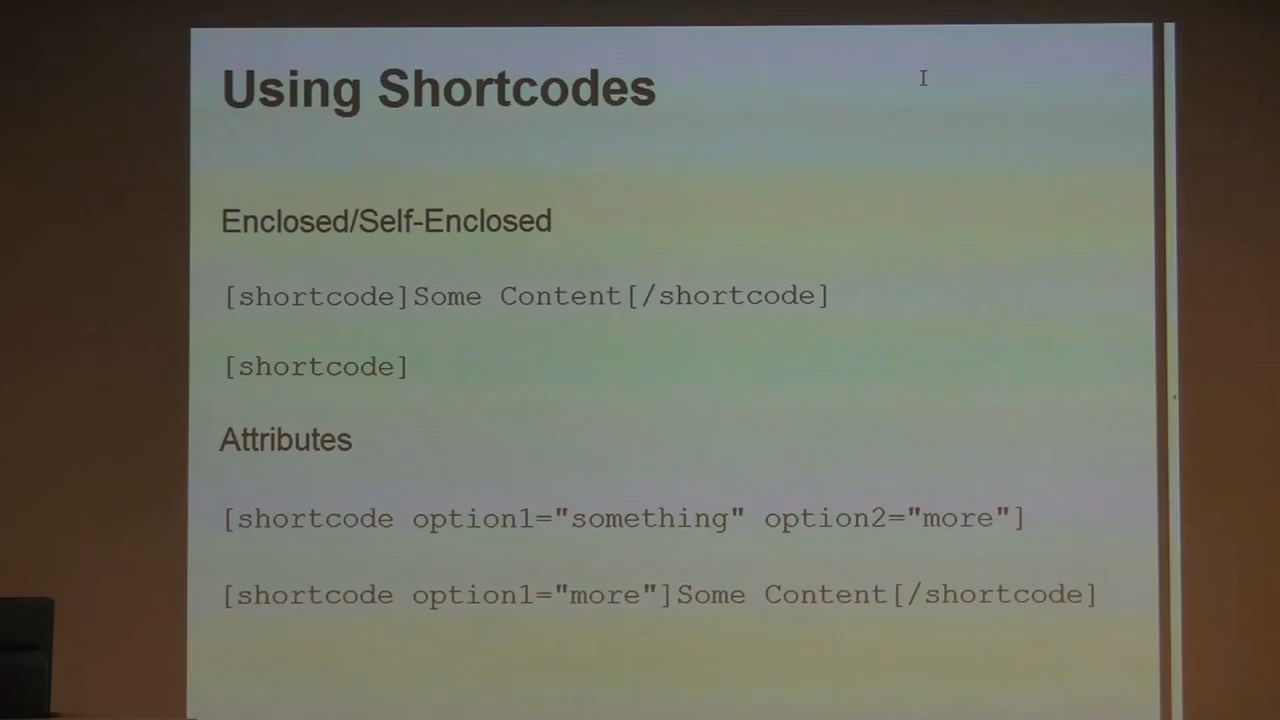 Using Shortcodes
Enclosed/Self-Enclosed
[shortcode]Some Content[/shortcode]
[shortcode]
Attributes
[shortcode option1="something" option2="more"]
[shortcode option1="more"]Some Content[/shortcode]